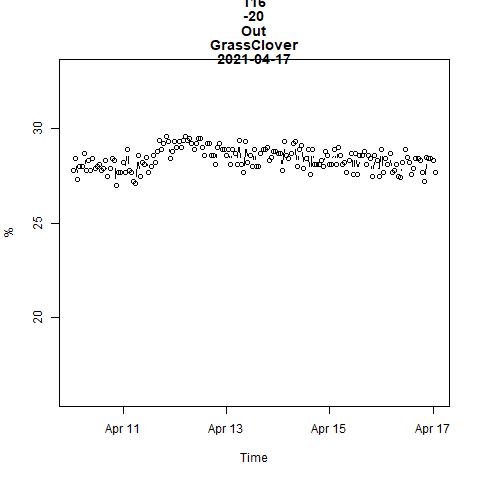 T16
-20
Out
GrassClover
2021-04-17
30
25
20
%
Apr 11
Apr 13
Apr 15
Apr 17
Time